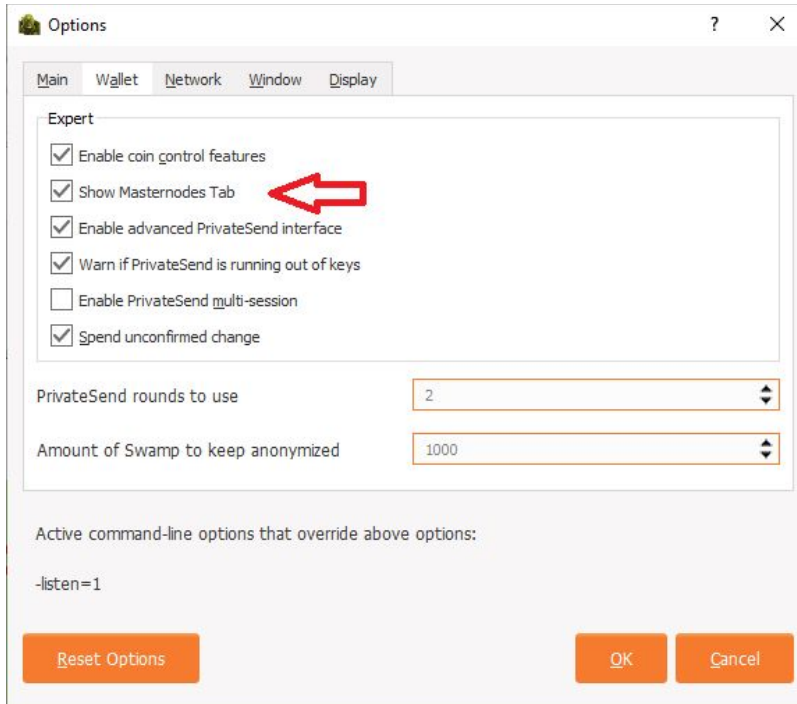 Options
?
Main Wallet Network Window Display
Expert
Enable coin control features
Show Masternodes Tab
Enable advanced PrivateSend interface
Warn if PrivateSend is running out of keys
Enable PrivateSend multi-session
Spend unconfirmed change
PrivateSend rounds to use 2
Amount of Swamp to keep anonymized 1000
Active command-line options that override above options:
-listen=1
Reset Options OK Cancel